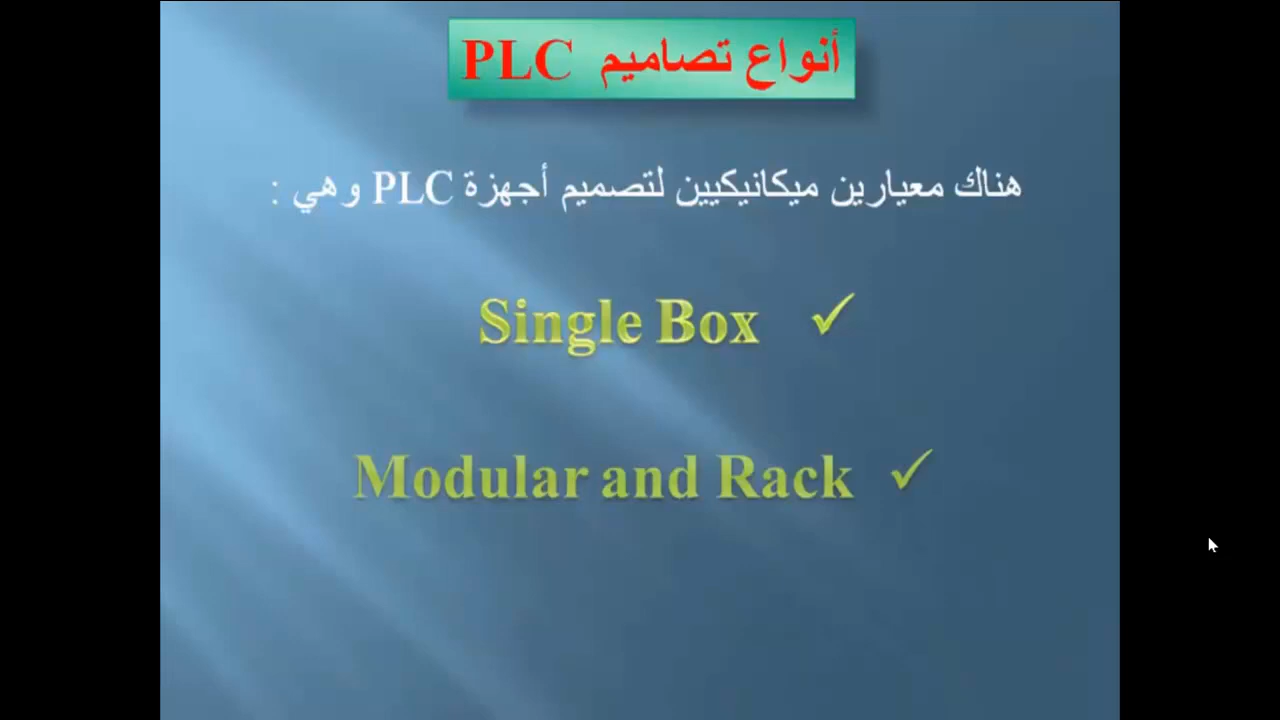 أنواع تصاميم PLC
هناك معيارين ميكانيكيين لتصميم أجهزة PLC وهي :
✓ Single Box
✓ Modular and Rack